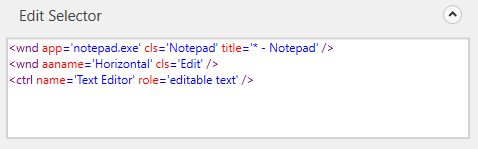 Edit Selector
<wnd app='notepad.exe' cls='Notepad' title='* - Notepad' />
<wnd aaname='Horizontal' cls='Edit' />
<ctrl name='Text Editor' role='editable text' />